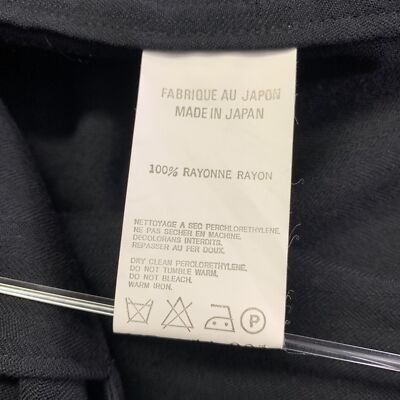 FABRIQUE AU JAPON
MADE IN JAPAN
100% RAYONNE RAYON
NETTOYAGE A SEC PERCHLORETHYLENE.
NE PAS SECHER EN MACHINE.
DECOLORANS INTERDITS.
REPASSER AU FER DOUX.
DRY CLEAN PERCLORETHYLENE.
DO NOT TUMBLE WARM.
DO NOT BLEACH.
WARM IRON.
P